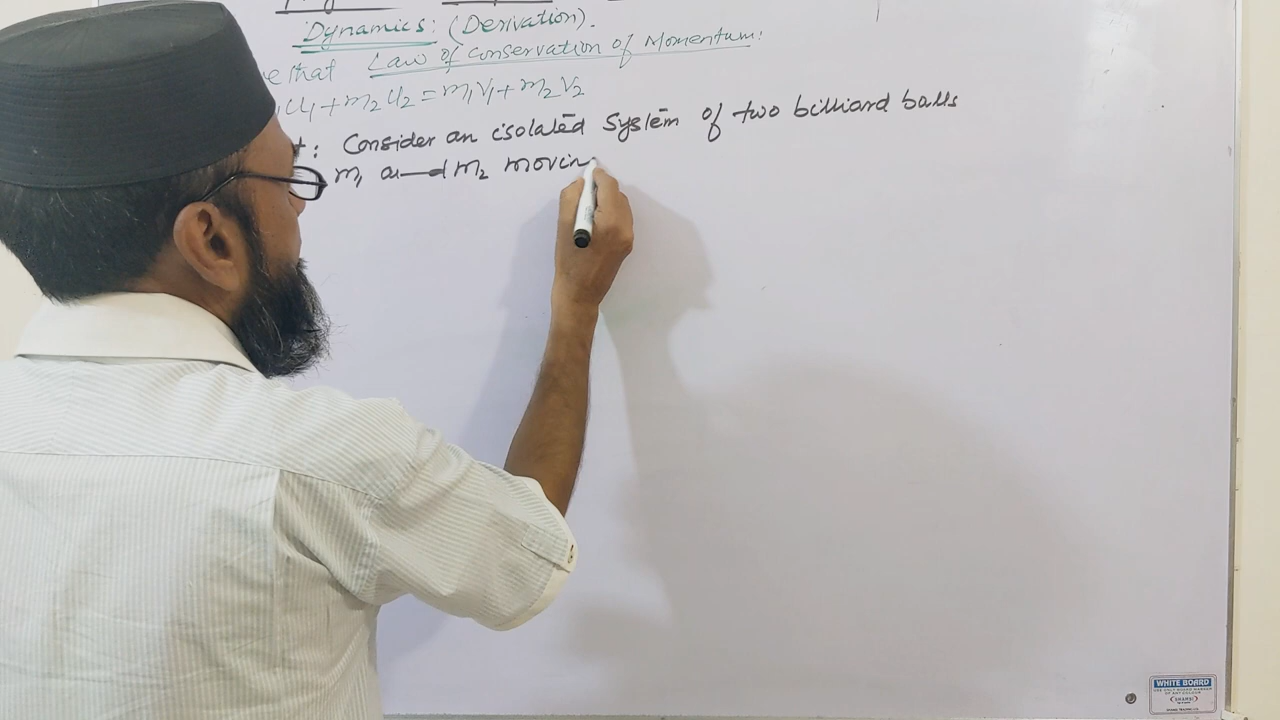 Dynamics: (Derivation).
that Law of Conservation of Momentum:
U₁ + m₂U₂ = m₁V₁ + m₂V₂
: Consider an isolated System of two billiard balls
m₁ and m₂ movin
WHITE BOARD